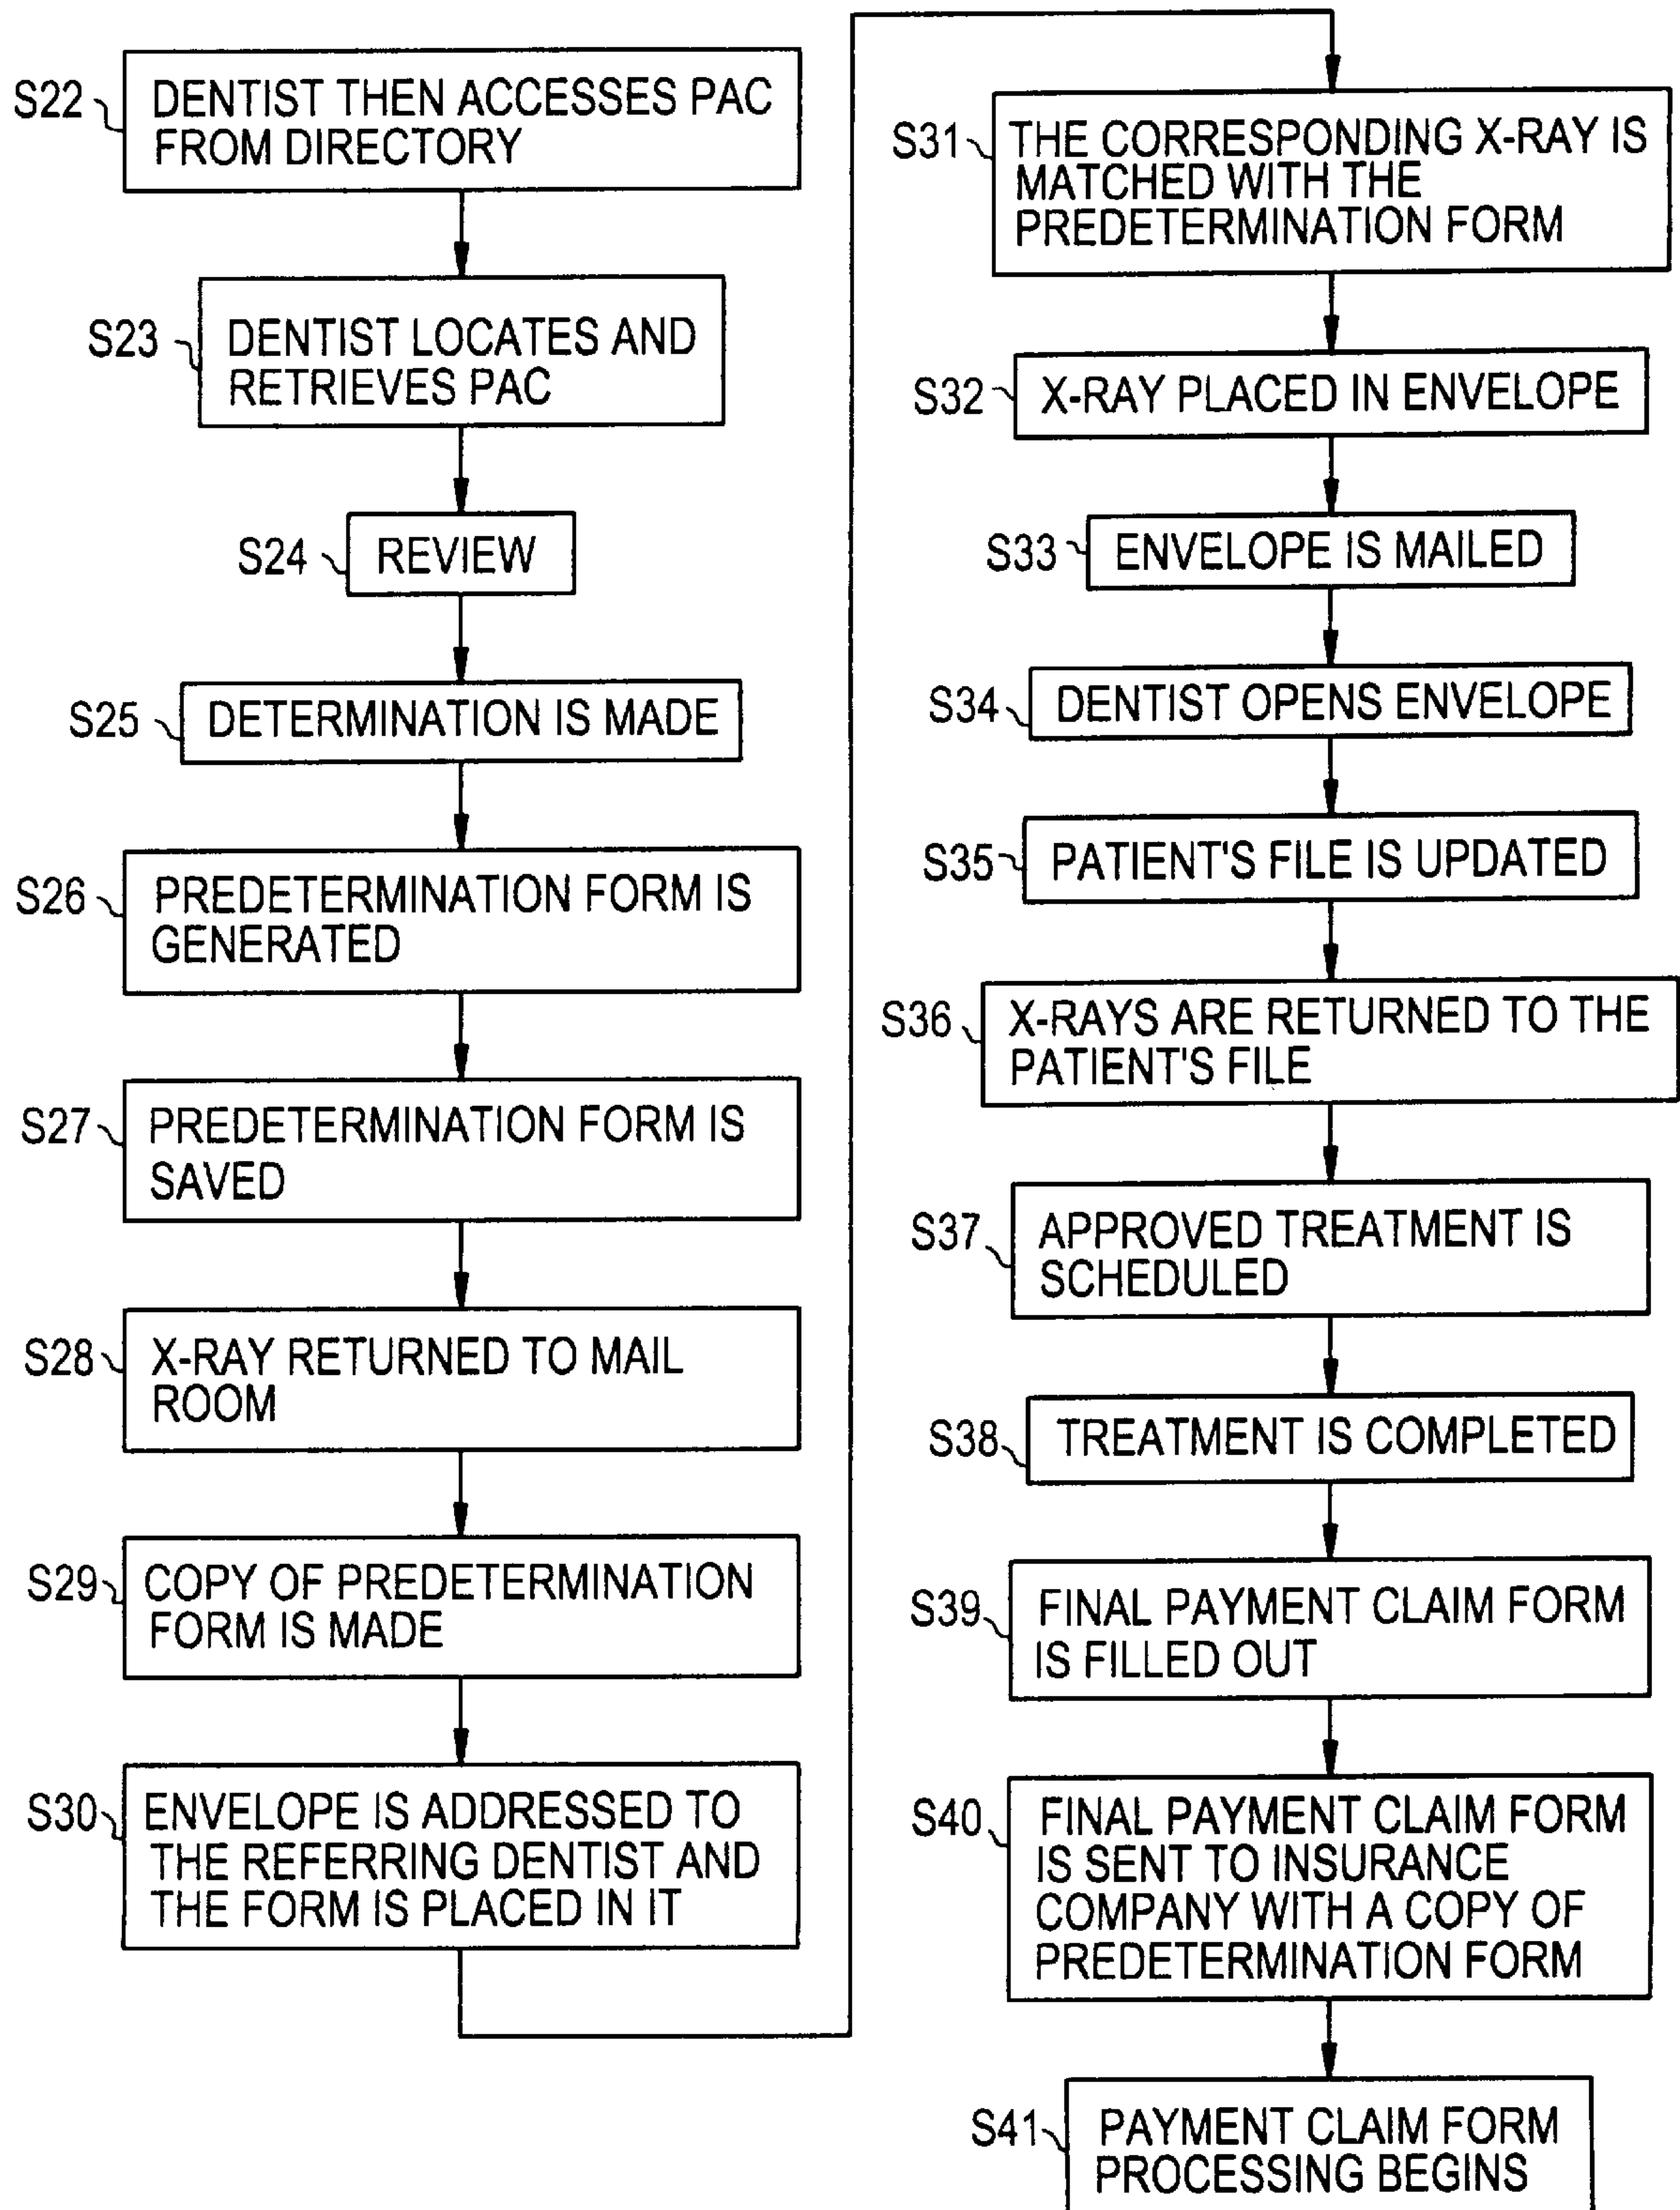 S22 DENTIST THEN ACCESSES PAC
FROM DIRECTORY
S23 DENTIST LOCATES AND
RETRIEVES PAC
S24 REVIEW
S25 DETERMINATION IS MADE
S26 PREDETERMINATION FORM IS
GENERATED
S27 PREDETERMINATION FORM IS
SAVED
S28 X-RAY RETURNED TO MAIL
ROOM
S29 COPY OF PREDETERMINATION
FORM IS MADE
S30 ENVELOPE IS ADDRESSED TO
THE REFERRING DENTIST AND
THE FORM IS PLACED IN IT
S31 THE CORRESPONDING X-RAY IS
MATCHED WITH THE
PREDETERMINATION FORM
S32 X-RAY PLACED IN ENVELOPE
S33 ENVELOPE IS MAILED
S34 DENTIST OPENS ENVELOPE
S35 PATIENT'S FILE IS UPDATED
S36 X-RAYS ARE RETURNED TO THE
PATIENT'S FILE
S37 APPROVED TREATMENT IS
SCHEDULED
S38 TREATMENT IS COMPLETED
S39 FINAL PAYMENT CLAIM FORM
IS FILLED OUT
S40 FINAL PAYMENT CLAIM FORM
IS SENT TO INSURANCE
COMPANY WITH A COPY OF
PREDETERMINATION FORM
S41 PAYMENT CLAIM FORM
PROCESSING BEGINS